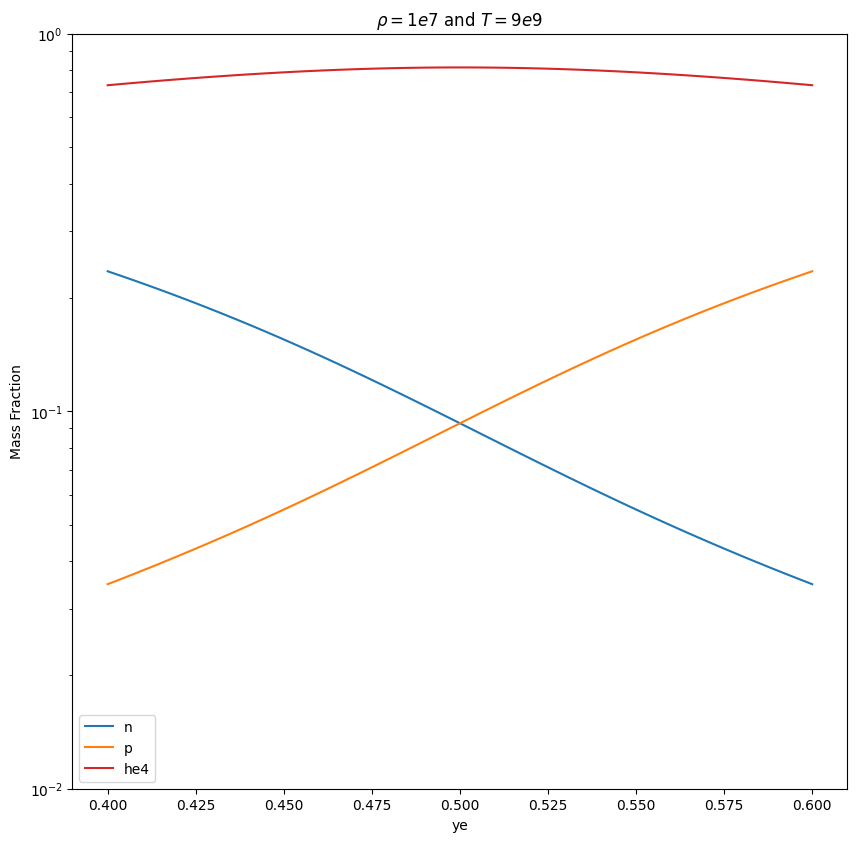 ρ = 1e7 and T = 9e9
10⁰
10⁻¹
10⁻²
Mass Fraction
n
p
he4
0.400 0.425 0.450 0.475 0.500 0.525 0.550 0.575 0.600
ye